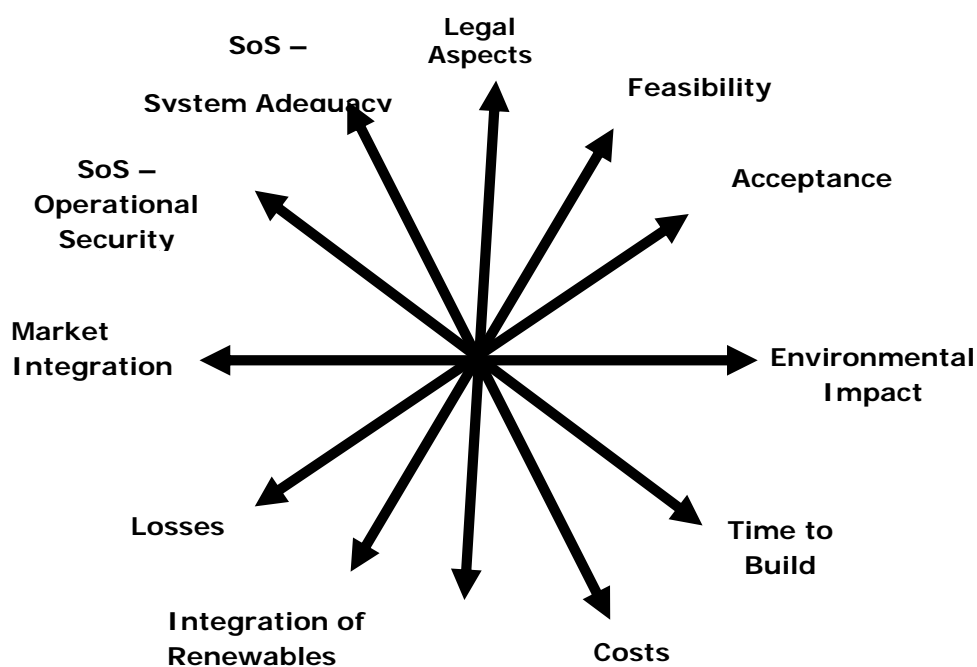 Legal
Aspects
SoS –
System Adequacy
Feasibility
SoS –
Operational
Security
Acceptance
Market
Integration
Environmental
Impact
Losses
Time to
Build
Integration of
Renewables
Costs